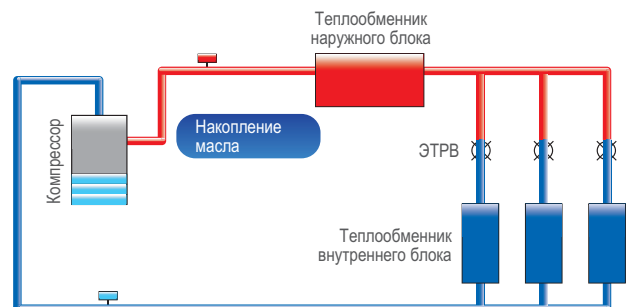 Теплообменник
наружного блока
Накопление
масла
Компрессор
ЭТРВ
Теплообменник
внутреннего блока